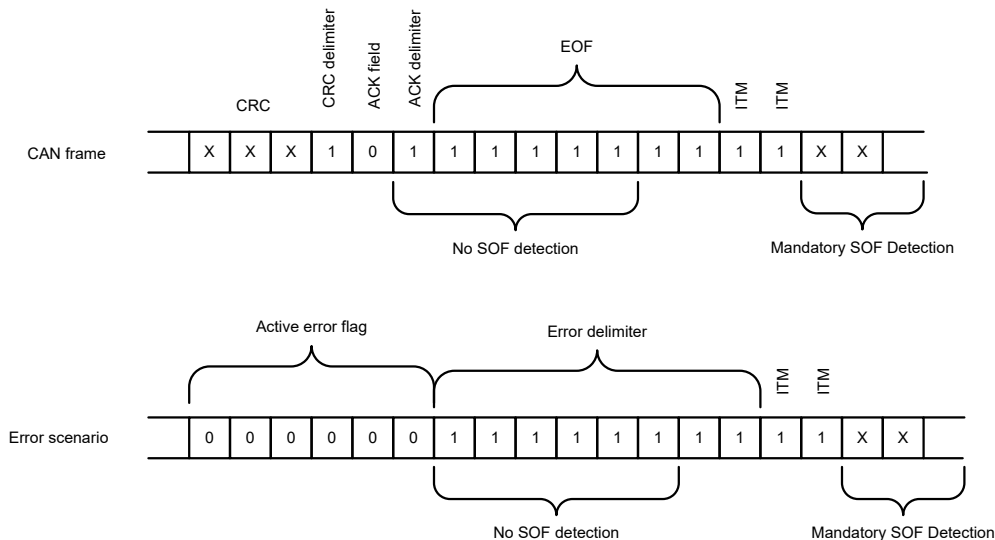 CRC delimiter
ACK field
ACK delimiter
EOF
CRC
ITM
ITM
CAN frame
X X X 1 0 1 1 1 1 1 1 1 1 1 1 X X
No SOF detection
Mandatory SOF Detection
Active error flag
Error delimiter
ITM
ITM
Error scenario
0 0 0 0 0 0 1 1 1 1 1 1 1 1 1 1 X X
No SOF detection
Mandatory SOF Detection